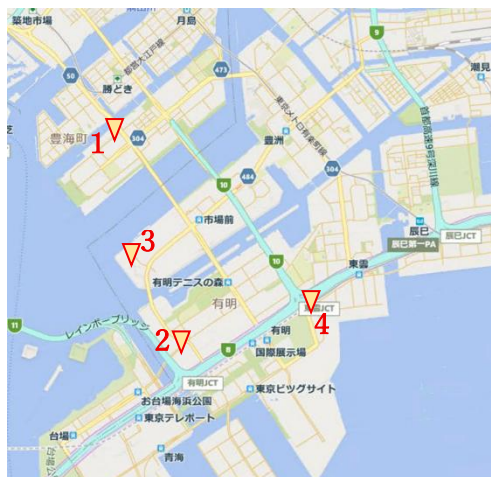 築地市場
月島
9
潮見
都営大江戸線
50
473
勝どき
東京メトロ有楽町線
首都高速9号深川線
1
豊海町
304
豊洲
304
10
484
辰巳
市場前
辰巳JCT
辰巳第一PA
3
10
東雲
有明テニスの森
有明
4
11
レインボーブリッジ
2
有明
8
国際展示場
有明JCT
東京ビッグサイト
お台場海浜公園
東京テレポート
台場
青海